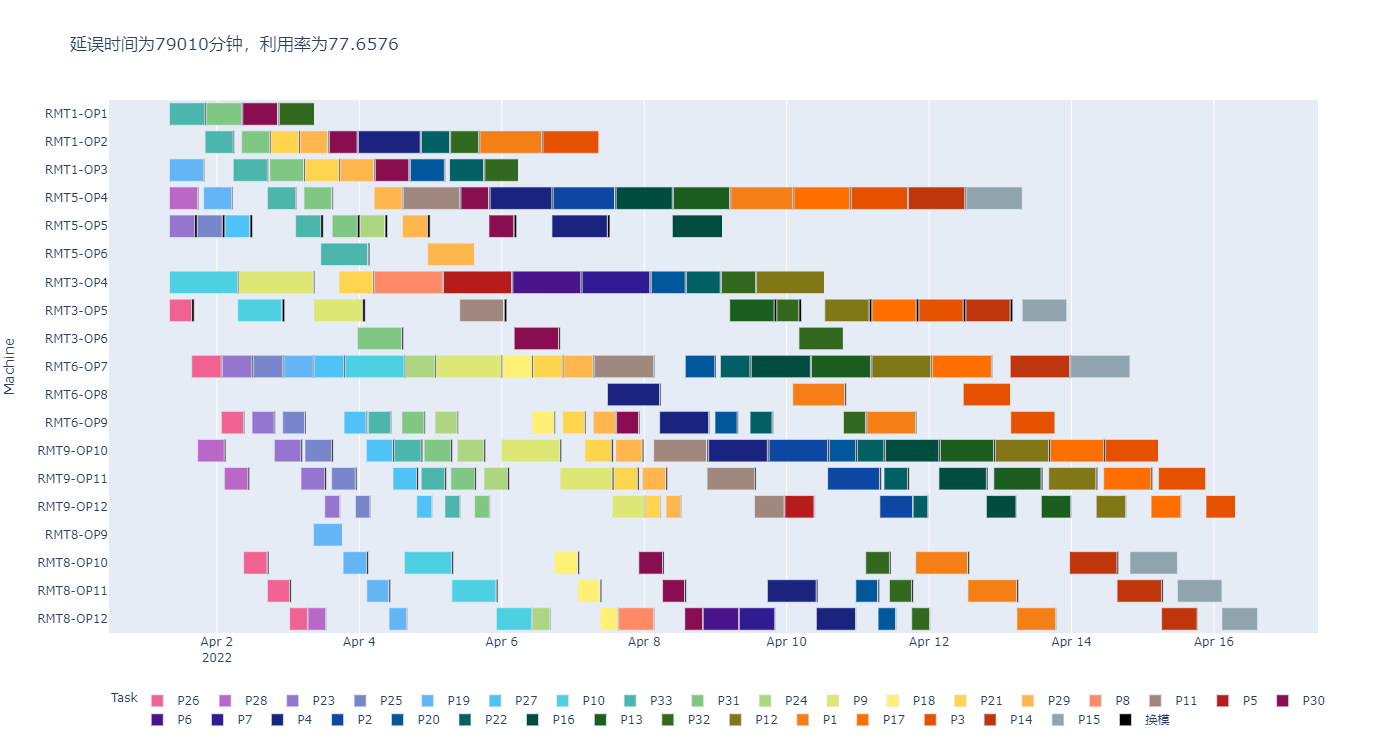 延误时间为79010分钟，利用率为77.6576
Machine
RMT1-OP1
RMT1-OP2
RMT1-OP3
RMT5-OP4
RMT5-OP5
RMT5-OP6
RMT3-OP4
RMT3-OP5
RMT3-OP6
RMT6-OP7
RMT6-OP8
RMT6-OP9
RMT9-OP10
RMT9-OP11
RMT9-OP12
RMT8-OP9
RMT8-OP10
RMT8-OP11
RMT8-OP12
Apr 2 Apr 4 Apr 6 Apr 8 Apr 10 Apr 12 Apr 14 Apr 16
2022
Task P26 P28 P23 P25 P19 P27 P10 P33 P31 P24 P9 P18 P21 P29 P8 P11 P5 P30
P6 P7 P4 P2 P20 P22 P16 P13 P32 P12 P1 P17 P3 P14 P15 换模